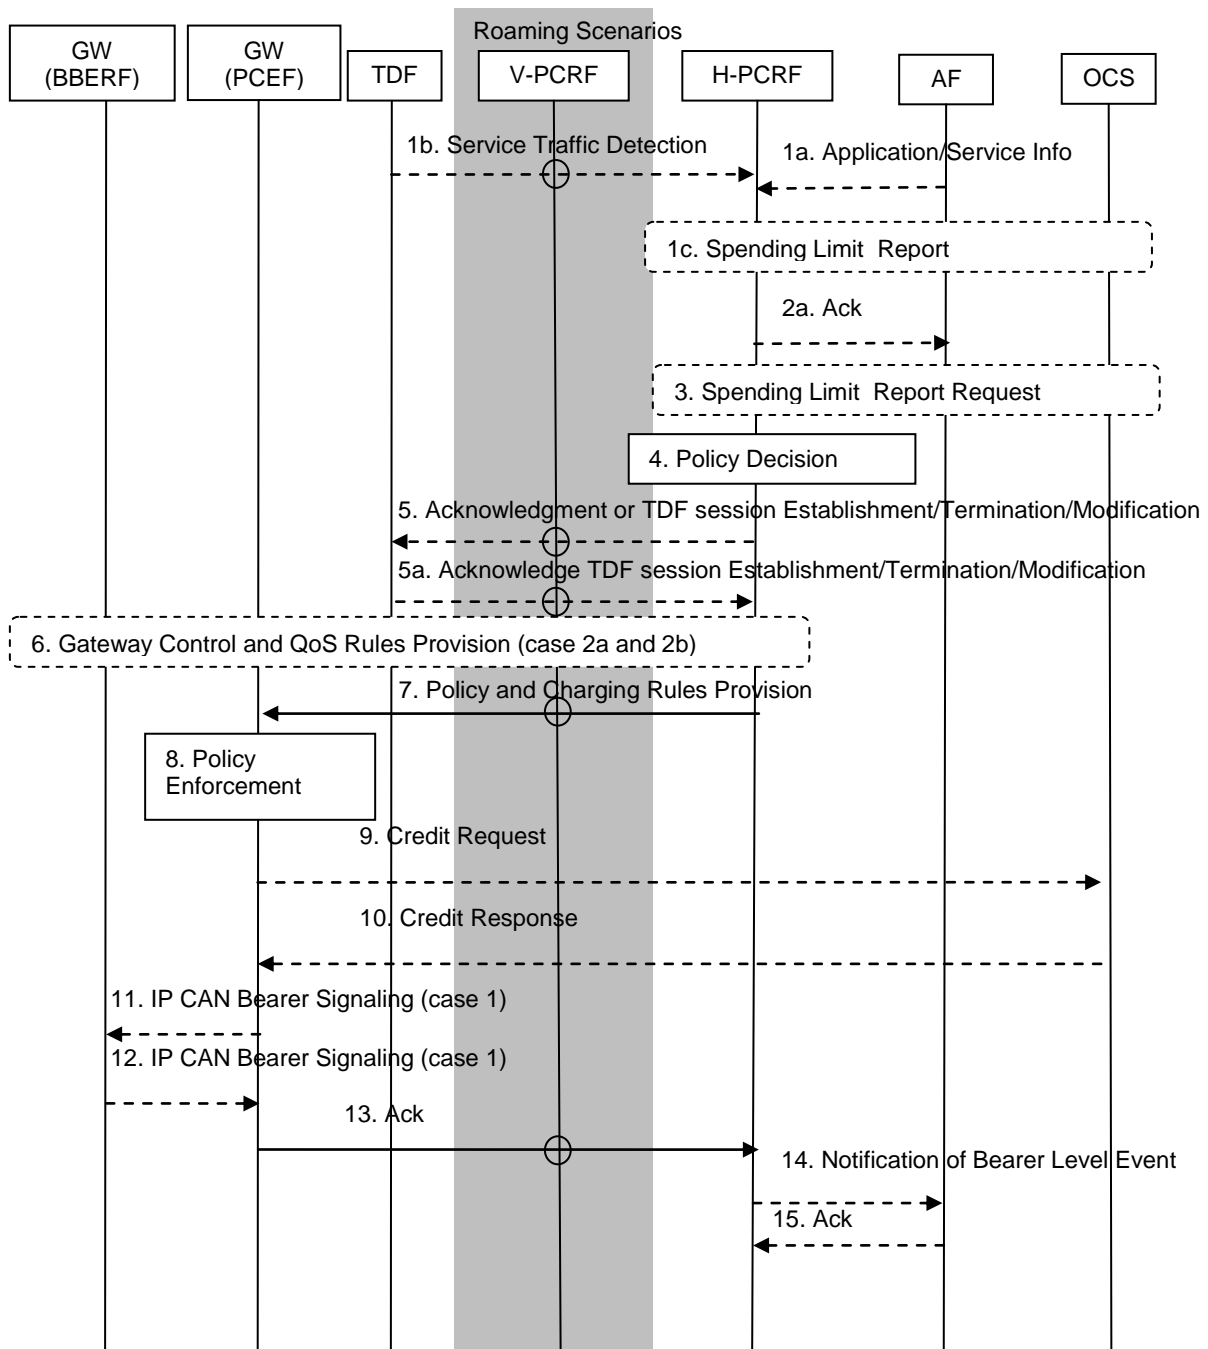 Roaming Scenarios
GW
(BBERF)
GW
(PCEF)
TDF
V-PCRF
H-PCRF
AF
OCS
1b. Service Traffic Detection
1a. Application/Service Info
1c. Spending Limit Report
2a. Ack
3. Spending Limit Report Request
4. Policy Decision
5. Acknowledgment or TDF session Establishment/Termination/Modification
5a. Acknowledge TDF session Establishment/Termination/Modification
6. Gateway Control and QoS Rules Provision (case 2a and 2b)
7. Policy and Charging Rules Provision
8. Policy
Enforcement
9. Credit Request
10. Credit Response
11. IP CAN Bearer Signaling (case 1)
12. IP CAN Bearer Signaling (case 1)
13. Ack
14. Notification of Bearer Level Event
15. Ack